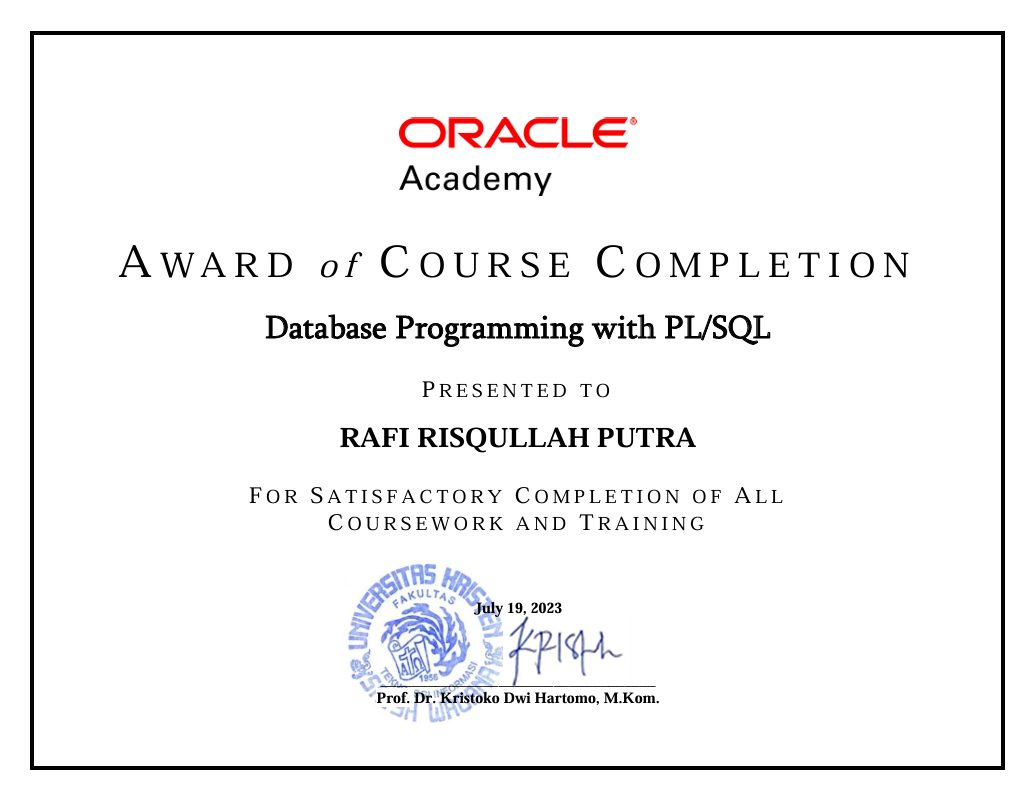 ORACLE®
Academy
AWARD of COURSE COMPLETION
Database Programming with PL/SQL
PRESENTED TO
RAFI RISQULLAH PUTRA
FOR SATISFACTORY COMPLETION OF ALL
COURSEWORK AND TRAINING
UNIVERSITAS KRISTEN
FAKULTAS
July 19, 2023
1956
TEKNOLOGI INFORMASI
SATYA WACANA
Prof. Dr. Kristoko Dwi Hartomo, M.Kom.